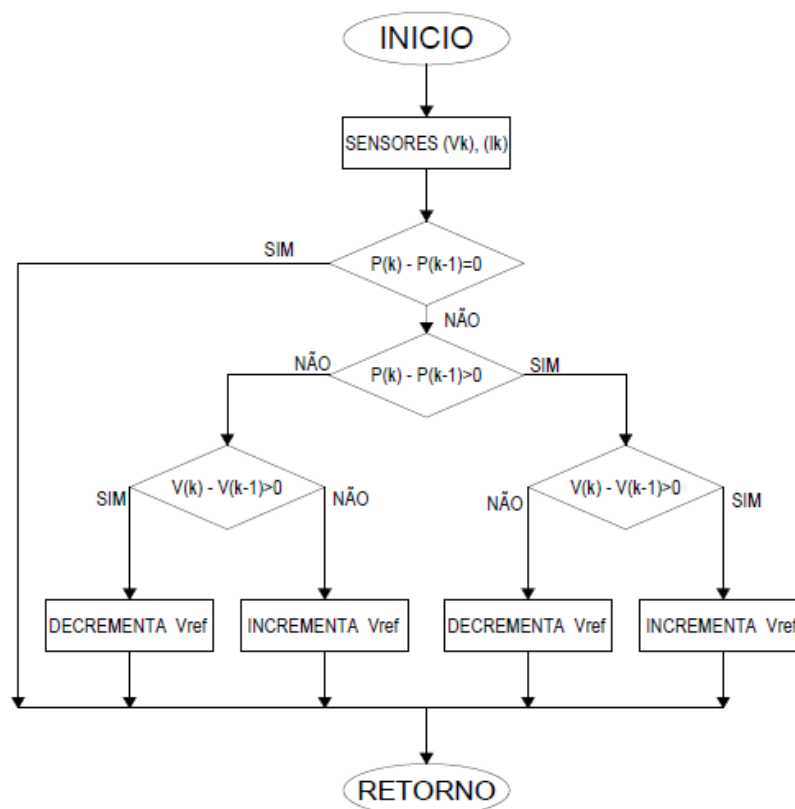 INICIO
SENSORES (Vk), (Ik)
SIM
P(k) - P(k-1)=0
NÃO
NÃO
P(k) - P(k-1)>0
SIM
SIM
V(k) - V(k-1)>0
NÃO
NÃO
V(k) - V(k-1)>0
SIM
DECREMENTA Vref
INCREMENTA Vref
DECREMENTA Vref
INCREMENTA Vref
RETORNO